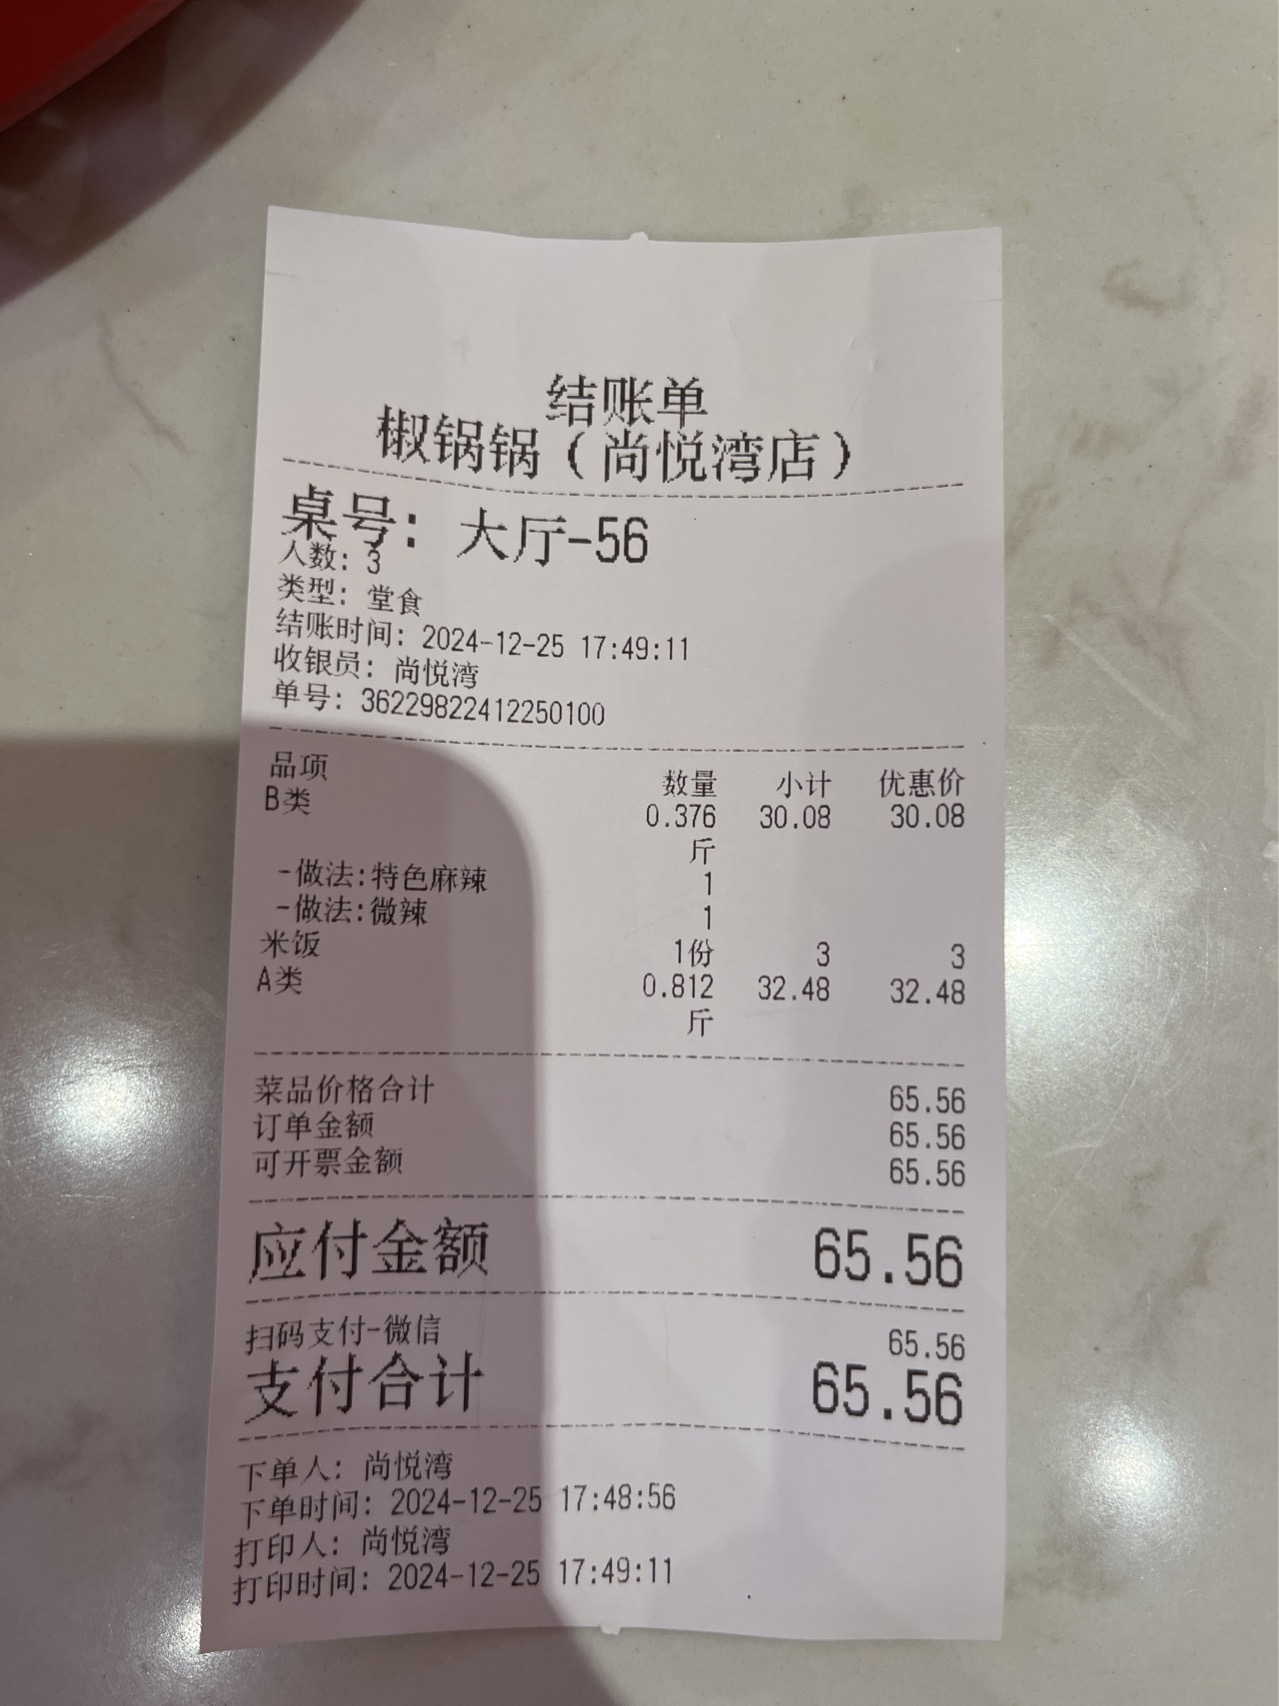 结账单
椒锅锅（尚悦湾店）
桌号：大厅-56
人数：3
类型：堂食
结账时间：2024-12-25 17:49:11
收银员：尚悦湾
单号：36229822412250100
品项 数量 小计 优惠价
B类 0.376 30.08 30.08
斤
-做法:特色麻辣 1
-做法:微辣 1
米饭 1份 3 3
A类 0.812 32.48 32.48
斤
菜品价格合计 65.56
订单金额 65.56
可开票金额 65.56
应付金额 65.56
扫码支付-微信 65.56
支付合计 65.56
下单人：尚悦湾
下单时间：2024-12-25 17:48:56
打印人：尚悦湾
打印时间：2024-12-25 17:49:11